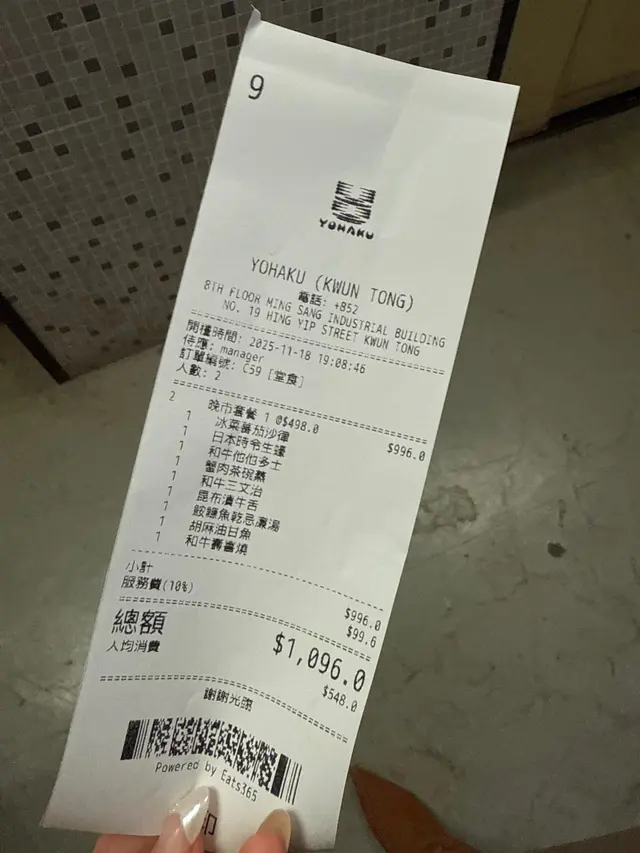 9
YOHAKU
YOHAKU (KWUN TONG)
電話: +852
8TH FLOOR MING SANG INDUSTRIAL BUILDING
NO. 19 HING YIP STREET KWUN TONG
開檯時間: 2025-11-18 19:08:46
侍應: manager
訂單編號: C59 [堂食]
人數: 2
2 晚市套餐 1 @$498.0 $996.0
1 冰菜蕃茄沙律
1 日本時令生蠔
1 和牛他他多士
1 蟹肉茶碗蒸
1 和牛三文治
1 昆布漬牛舌
1 鮟鱇魚乾忌廉湯
1 胡麻油甘魚
1 和牛壽喜燒
小計 $996.0
服務費(10%) $99.6
總額 $1,096.0
人均消費 $548.0
謝謝光臨
Powered by Eats365
印